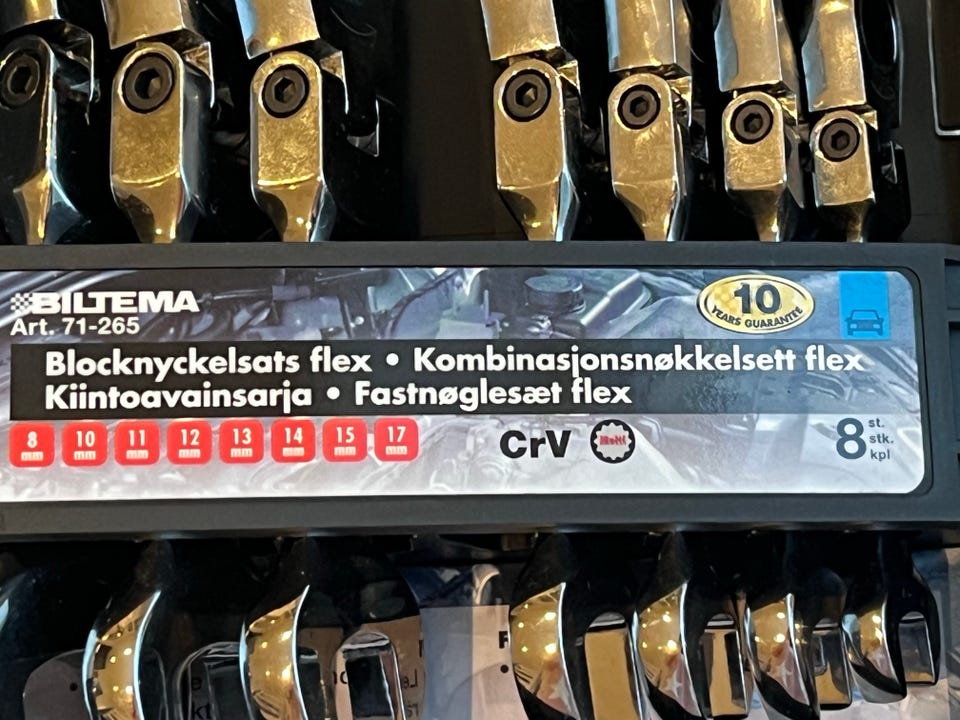 BILTEMA
Art. 71-265
10
YEARS GUARANTEE
Blocknyckelsats flex • Kombinasjonsnøkkelsett flex
Kiintoavainsarja • Fastnøglesæt flex
8 mm 10 mm 11 mm 12 mm 13 mm 14 mm 15 mm 17 mm
CrV
Multi
8 st.
stk.
kpl